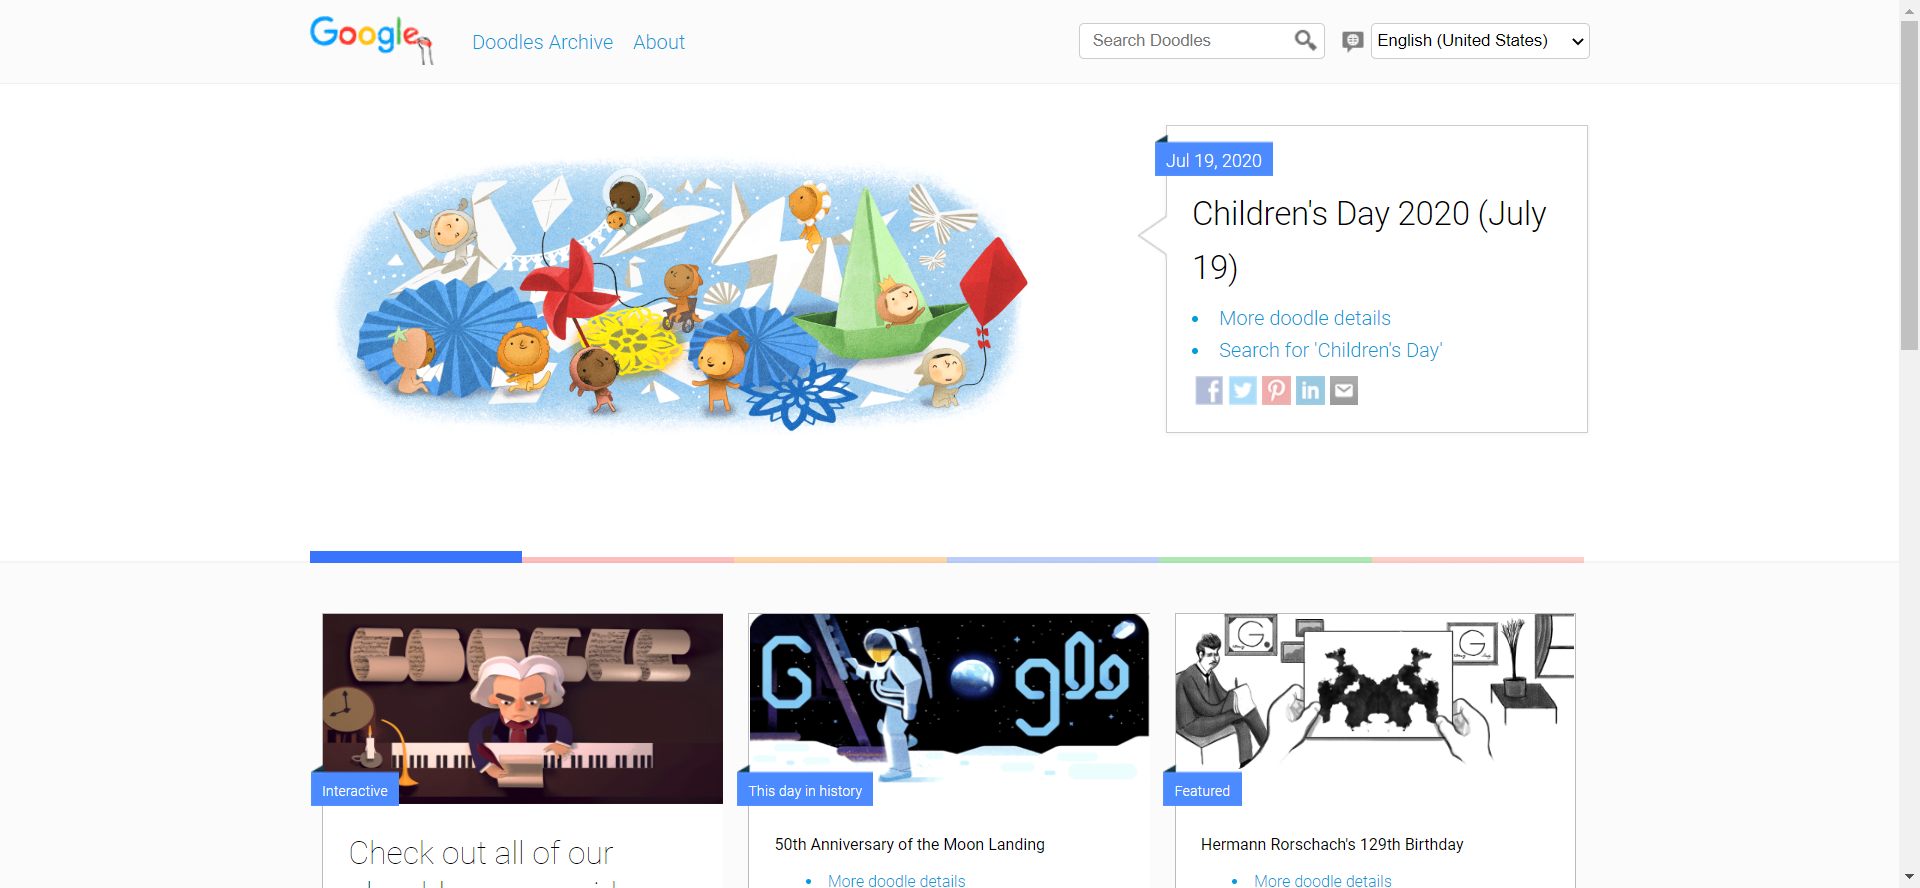 Google
Doodles Archive
About
Search Doodles
English (United States)
Jul 19, 2020
Children's Day 2020 (July
19)
More doodle details
Search for 'Children's Day'
Interactive
Check out all of our
This day in history
50th Anniversary of the Moon Landing
More doodle details
Featured
Hermann Rorschach's 129th Birthday
More doodle details